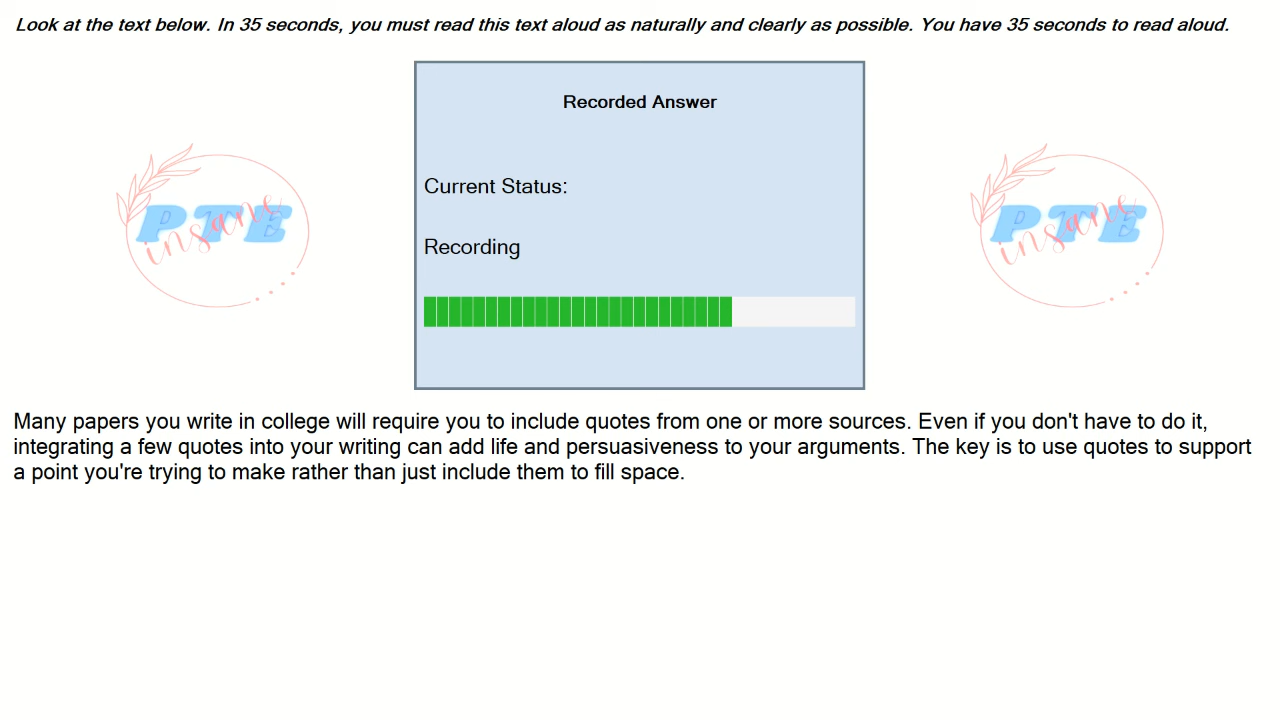 Look at the text below. In 35 seconds, you must read this text aloud as naturally and clearly as possible. You have 35 seconds to read aloud.
Recorded Answer
PTE
insane
PTE
insane
Current Status:
Recording
Many papers you write in college will require you to include quotes from one or more sources. Even if you don't have to do it,
integrating a few quotes into your writing can add life and persuasiveness to your arguments. The key is to use quotes to support
a point you're trying to make rather than just include them to fill space.